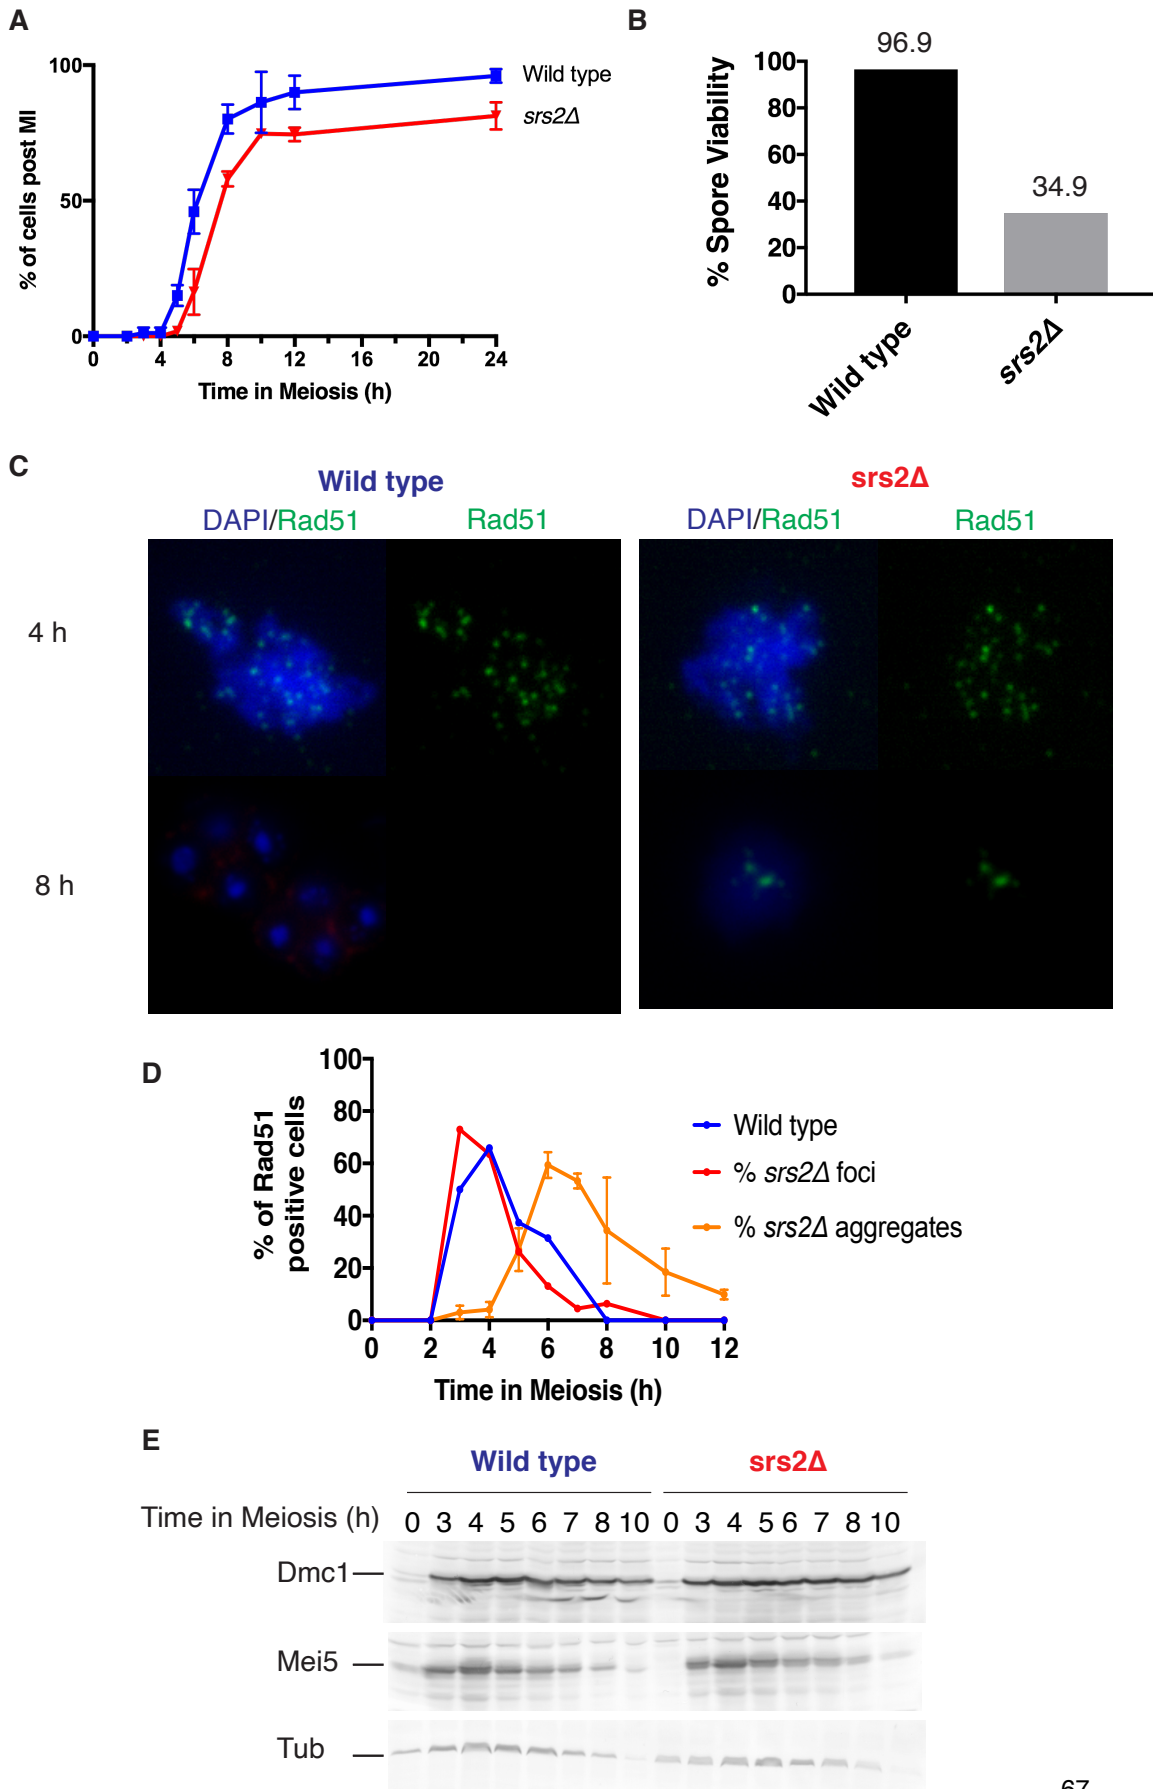 A
100
50
0
% of cells post MI
0 4 8 12 16 20 24
Time in Meiosis (h)
Wild type
srs2Δ
B
% Spore Viability
100
80
60
40
20
0
96.9
34.9
Wild type
srs2Δ
C
Wild type
srs2Δ
DAPI/Rad51
Rad51
DAPI/Rad51
Rad51
4 h
8 h
D
% of Rad51
positive cells
100
80
60
40
20
0
0 2 4 6 8 10 12
Time in Meiosis (h)
Wild type
% srs2Δ foci
% srs2Δ aggregates
E
Wild type
srs2Δ
Time in Meiosis (h) 0 3 4 5 6 7 8 10 0 3 4 5 6 7 8 10
Dmc1
Mei5
Tub
67